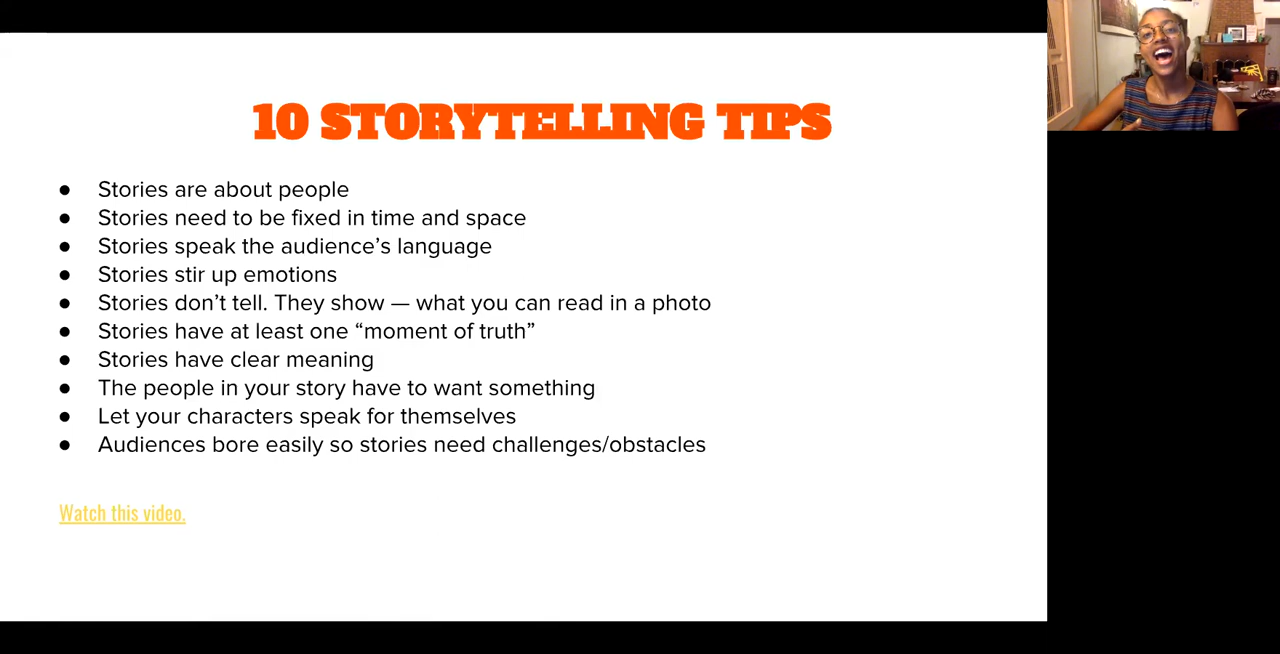 10 STORYTELLING TIPS
● Stories are about people
● Stories need to be fixed in time and space
● Stories speak the audience’s language
● Stories stir up emotions
● Stories don’t tell. They show — what you can read in a photo
● Stories have at least one “moment of truth”
● Stories have clear meaning
● The people in your story have to want something
● Let your characters speak for themselves
● Audiences bore easily so stories need challenges/obstacles
Watch this video.